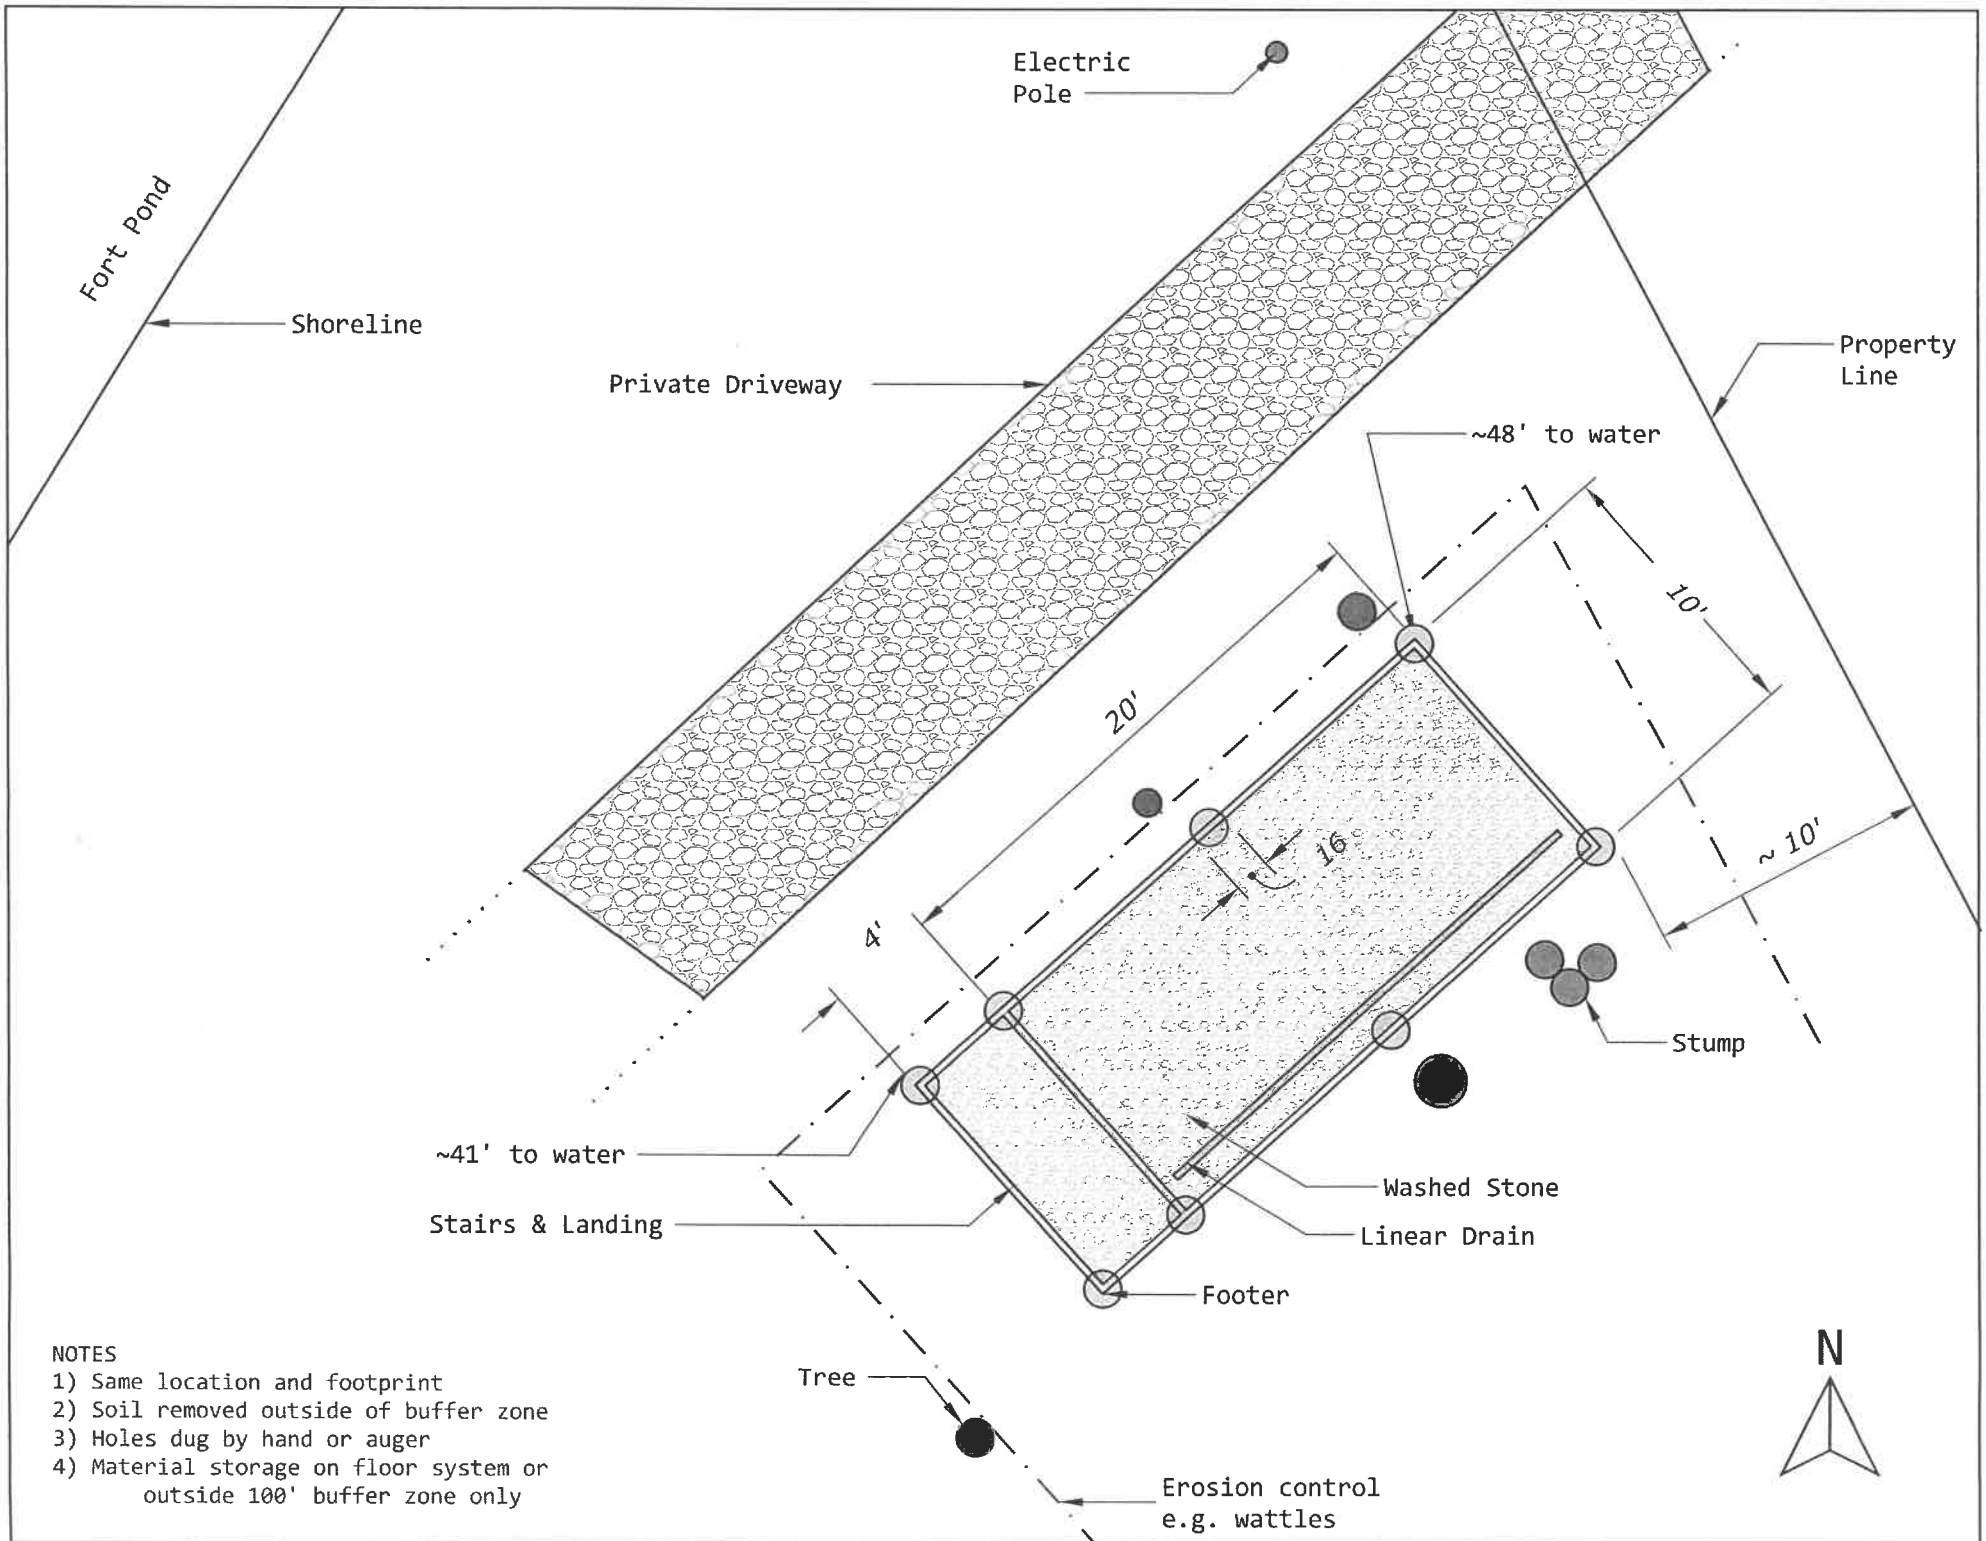 Electric
Pole
Fort Pond
Shoreline
Private Driveway
Property
Line
~48' to water
10'
20'
16
~ 10'
4'
Stump
~41' to water
Washed Stone
Stairs & Landing
Linear Drain
Footer
N
NOTES
1) Same location and footprint
2) Soil removed outside of buffer zone
3) Holes dug by hand or auger
4) Material storage on floor system or
outside 100' buffer zone only
Tree
Erosion control
e.g. wattles